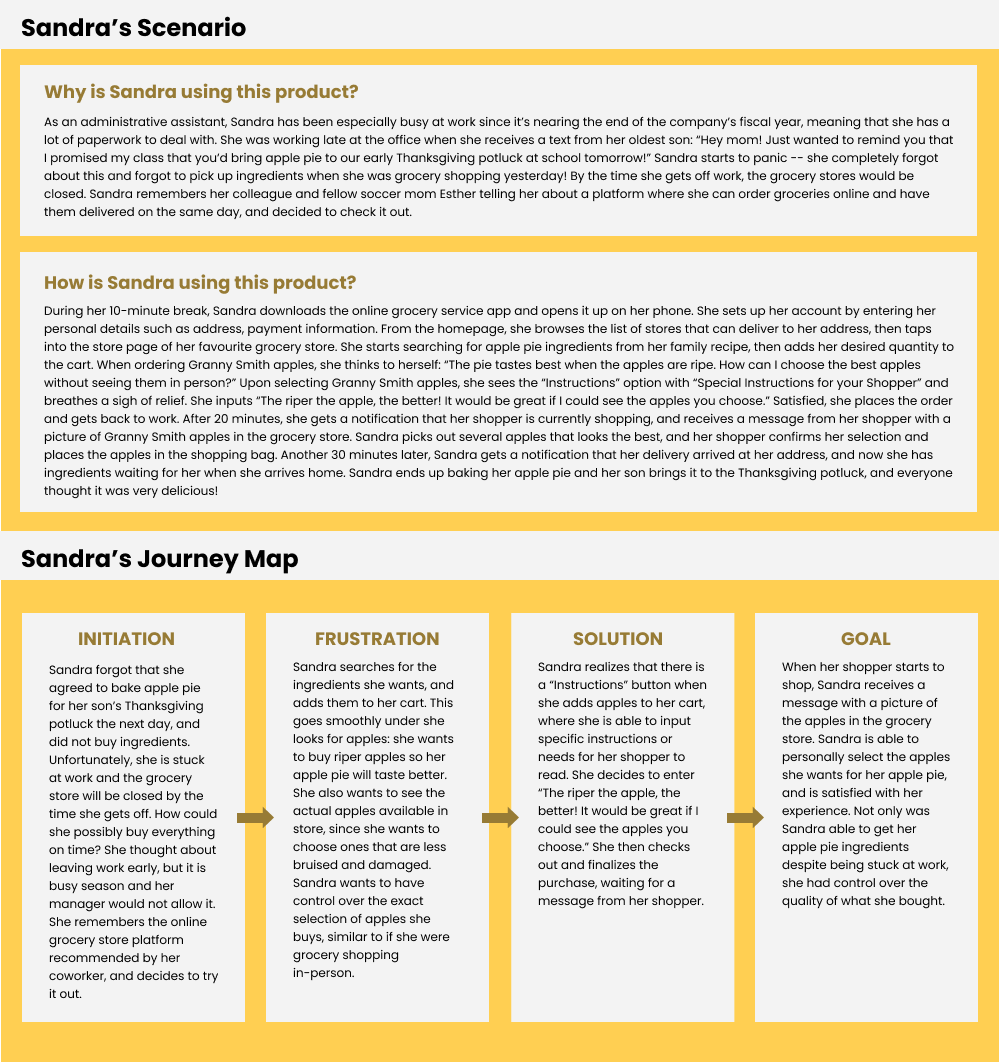 Sandra’s Scenario
Why is Sandra using this product?
As an administrative assistant, Sandra has been especially busy at work since it’s nearing the end of the company’s fiscal year, meaning that she has a
lot of paperwork to deal with. She was working late at the office when she receives a text from her oldest son: “Hey mom! Just wanted to remind you that
I promised my class that you’d bring apple pie to our early Thanksgiving potluck at school tomorrow!” Sandra starts to panic -- she completely forgot
about this and forgot to pick up ingredients when she was grocery shopping yesterday! By the time she gets off work, the grocery stores would be
closed. Sandra remembers her colleague and fellow soccer mom Esther telling her about a platform where she can order groceries online and have
them delivered on the same day, and decided to check it out.
How is Sandra using this product?
During her 10-minute break, Sandra downloads the online grocery service app and opens it up on her phone. She sets up her account by entering her
personal details such as address, payment information. From the homepage, she browses the list of stores that can deliver to her address, then taps
into the store page of her favourite grocery store. She starts searching for apple pie ingredients from her family recipe, then adds her desired quantity to
the cart. When ordering Granny Smith apples, she thinks to herself: “The pie tastes best when the apples are ripe. How can I choose the best apples
without seeing them in person?” Upon selecting Granny Smith apples, she sees the “Instructions” option with “Special Instructions for your Shopper” and
breathes a sigh of relief. She inputs “The riper the apple, the better! It would be great if I could see the apples you choose.” Satisfied, she places the order
and gets back to work. After 20 minutes, she gets a notification that her shopper is currently shopping, and receives a message from her shopper with a
picture of Granny Smith apples in the grocery store. Sandra picks out several apples that looks the best, and her shopper confirms her selection and
places the apples in the shopping bag. Another 30 minutes later, Sandra gets a notification that her delivery arrived at her address, and now she has
ingredients waiting for her when she arrives home. Sandra ends up baking her apple pie and her son brings it to the Thanksgiving potluck, and everyone
thought it was very delicious!
Sandra’s Journey Map
INITIATION
Sandra forgot that she
agreed to bake apple pie
for her son’s Thanksgiving
potluck the next day, and
did not buy ingredients.
Unfortunately, she is stuck
at work and the grocery
store will be closed by the
time she gets off. How could
she possibly buy everything
on time? She thought about
leaving work early, but it is
busy season and her
manager would not allow it.
She remembers the online
grocery store platform
recommended by her
coworker, and decides to try
it out.
FRUSTRATION
Sandra searches for the
ingredients she wants, and
adds them to her cart. This
goes smoothly under she
looks for apples: she wants
to buy riper apples so her
apple pie will taste better.
She also wants to see the
actual apples available in
store, since she wants to
choose ones that are less
bruised and damaged.
Sandra wants to have
control over the exact
selection of apples she
buys, similar to if she were
grocery shopping
in-person.
SOLUTION
Sandra realizes that there is
a “Instructions” button when
she adds apples to her cart,
where she is able to input
specific instructions or
needs for her shopper to
read. She decides to enter
“The riper the apple, the
better! It would be great if I
could see the apples you
choose.” She then checks
out and finalizes the
purchase, waiting for a
message from her shopper.
GOAL
When her shopper starts to
shop, Sandra receives a
message with a picture of
the apples in the grocery
store. Sandra is able to
personally select the apples
she wants for her apple pie,
and is satisfied with her
experience. Not only was
Sandra able to get her
apple pie ingredients
despite being stuck at work,
she had control over the
quality of what she bought.